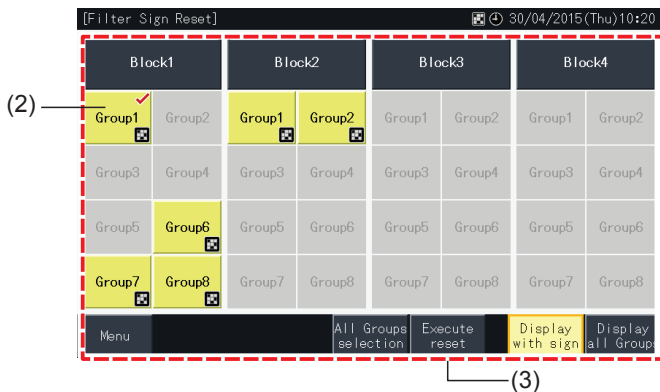 [Filter Sign Reset] 30/04/2015(Thu)10:20
Block1 Block2 Block3 Block4
(2)
Group1 Group2 Group1 Group2 Group1 Group2 Group1 Group2
Group3 Group4 Group3 Group4 Group3 Group4 Group3 Group4
Group5 Group6 Group5 Group6 Group5 Group6 Group5 Group6
Group7 Group8 Group7 Group8 Group7 Group8 Group7 Group8
Menu All Groups Execute Display Display
selection reset with sign all Group
(3)